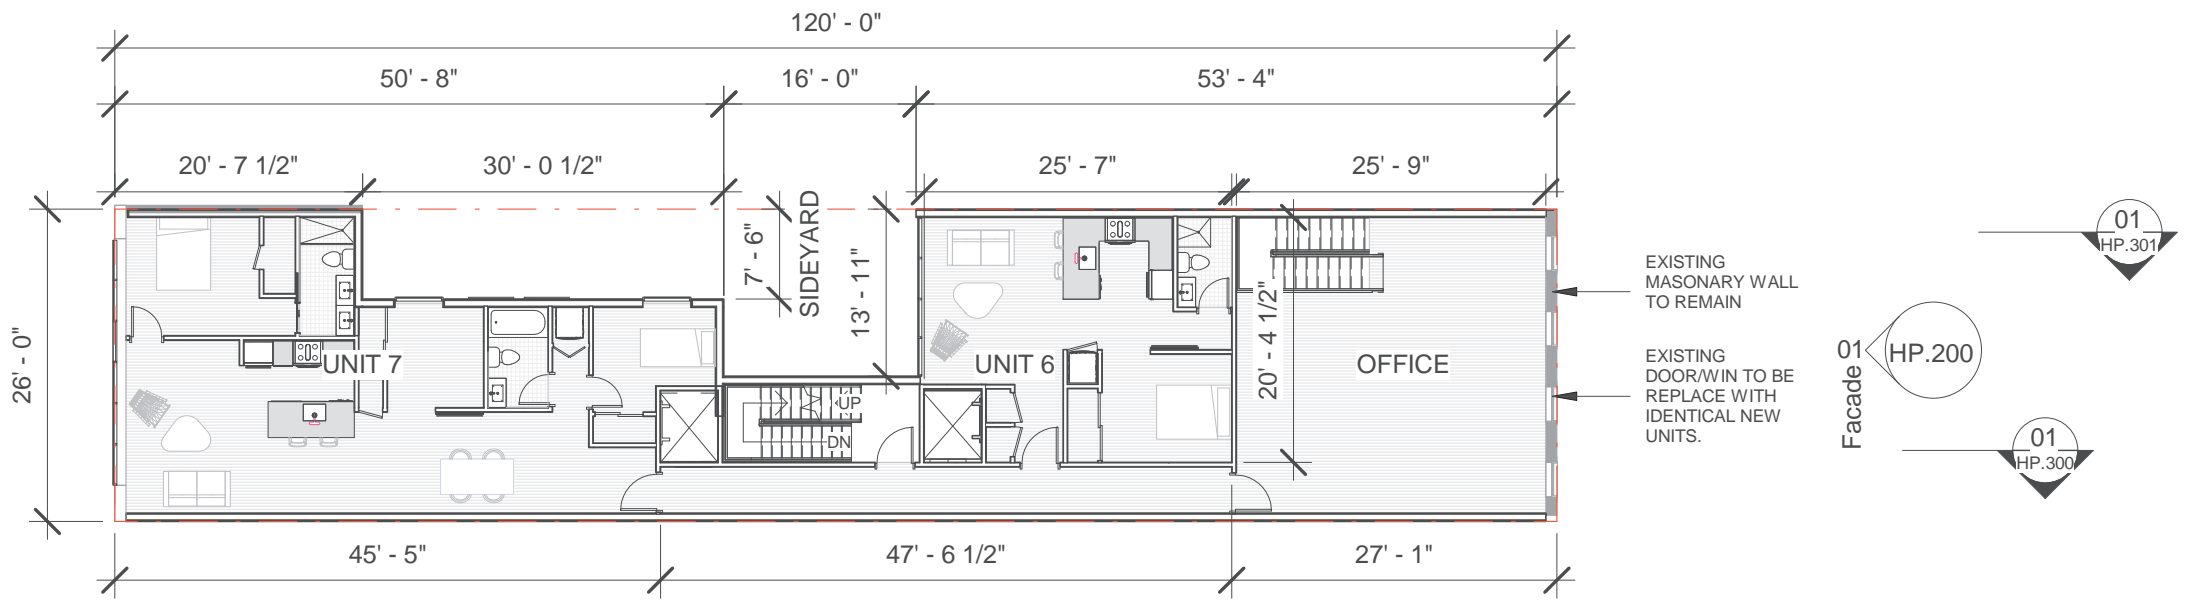 120' - 0"
50' - 8"
16' - 0"
53' - 4"
20' - 7 1/2"
30' - 0 1/2"
25' - 7"
25' - 9"
26' - 0"
7' - 6"
SIDEYARD
13' - 11"
20' - 4 1/2"
UNIT 7
UNIT 6
OFFICE
UP
DN
45' - 5"
47' - 6 1/2"
27' - 1"
EXISTING
MASONARY WALL
TO REMAIN
EXISTING
DOOR/WIN TO BE
REPLACE WITH
IDENTICAL NEW
UNITS.
01
HP.301
01
HP.200
Facade
01
HP.300